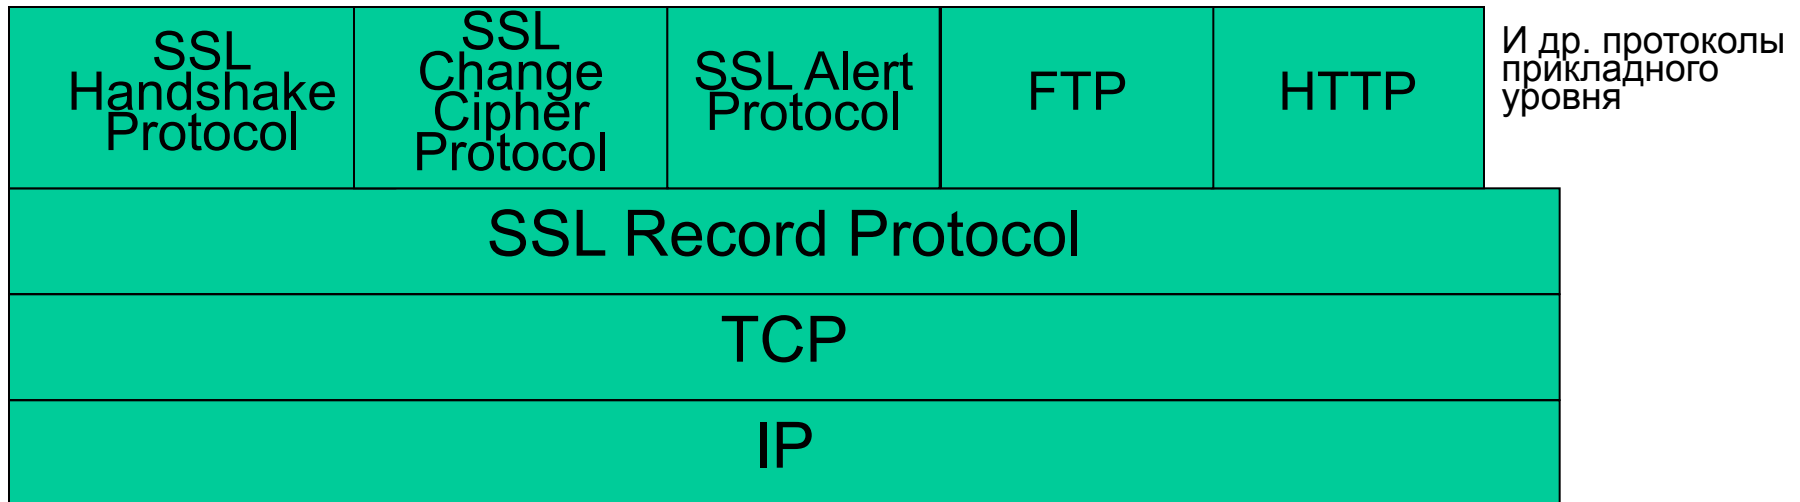 SSL
Handshake
Protocol
SSL
Change
Cipher
Protocol
SSL Alert
Protocol
FTP
HTTP
И др. протоколы
прикладного
уровня
SSL Record Protocol
TCP
IP